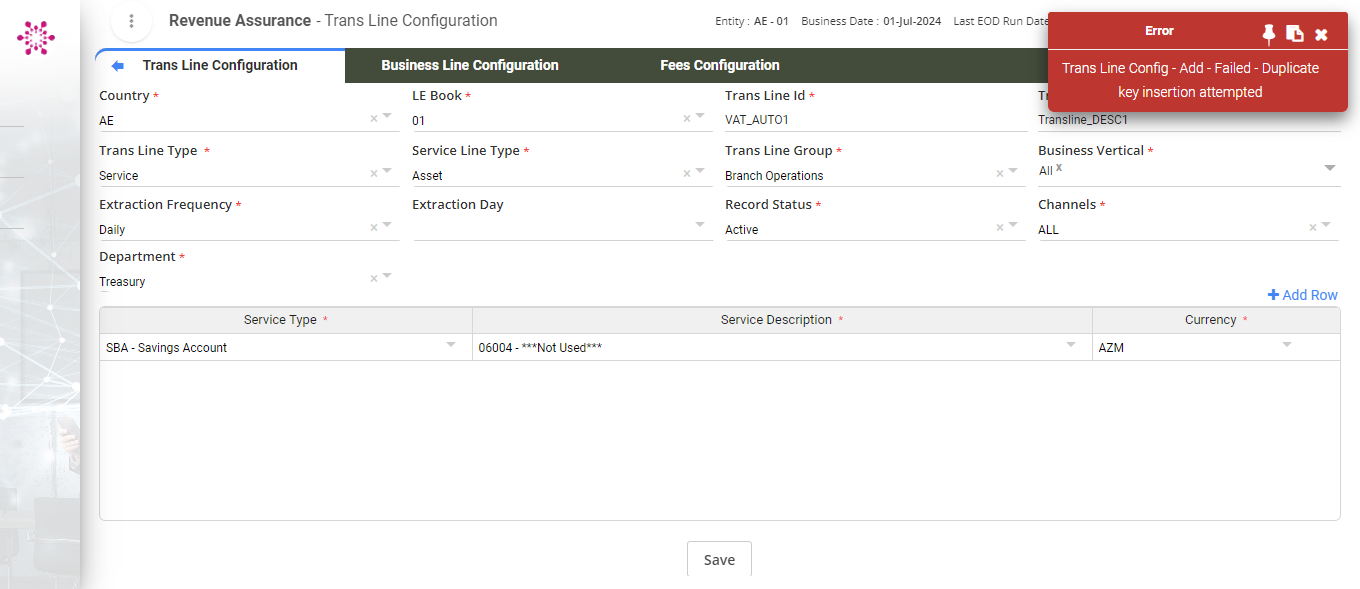 Revenue Assurance - Trans Line Configuration
Entity : AE - 01 Business Date : 01-Jul-2024 Last EOD Run Date
Error
Trans Line Config - Add - Failed - Duplicate
key insertion attempted
Trans Line Configuration Business Line Configuration Fees Configuration
Country * LE Book * Trans Line Id *
AE x 01 x VAT_AUTO1 Transline_DESC1
Trans Line Type * Service Line Type * Trans Line Group * Business Vertical *
Service x Asset x Branch Operations x All x
Extraction Frequency * Extraction Day Record Status * Channels *
Daily x Active x ALL x
Department *
Treasury x
+ Add Row
Service Type * Service Description * Currency *
SBA - Savings Account 06004 - ***Not Used*** AZM
Save